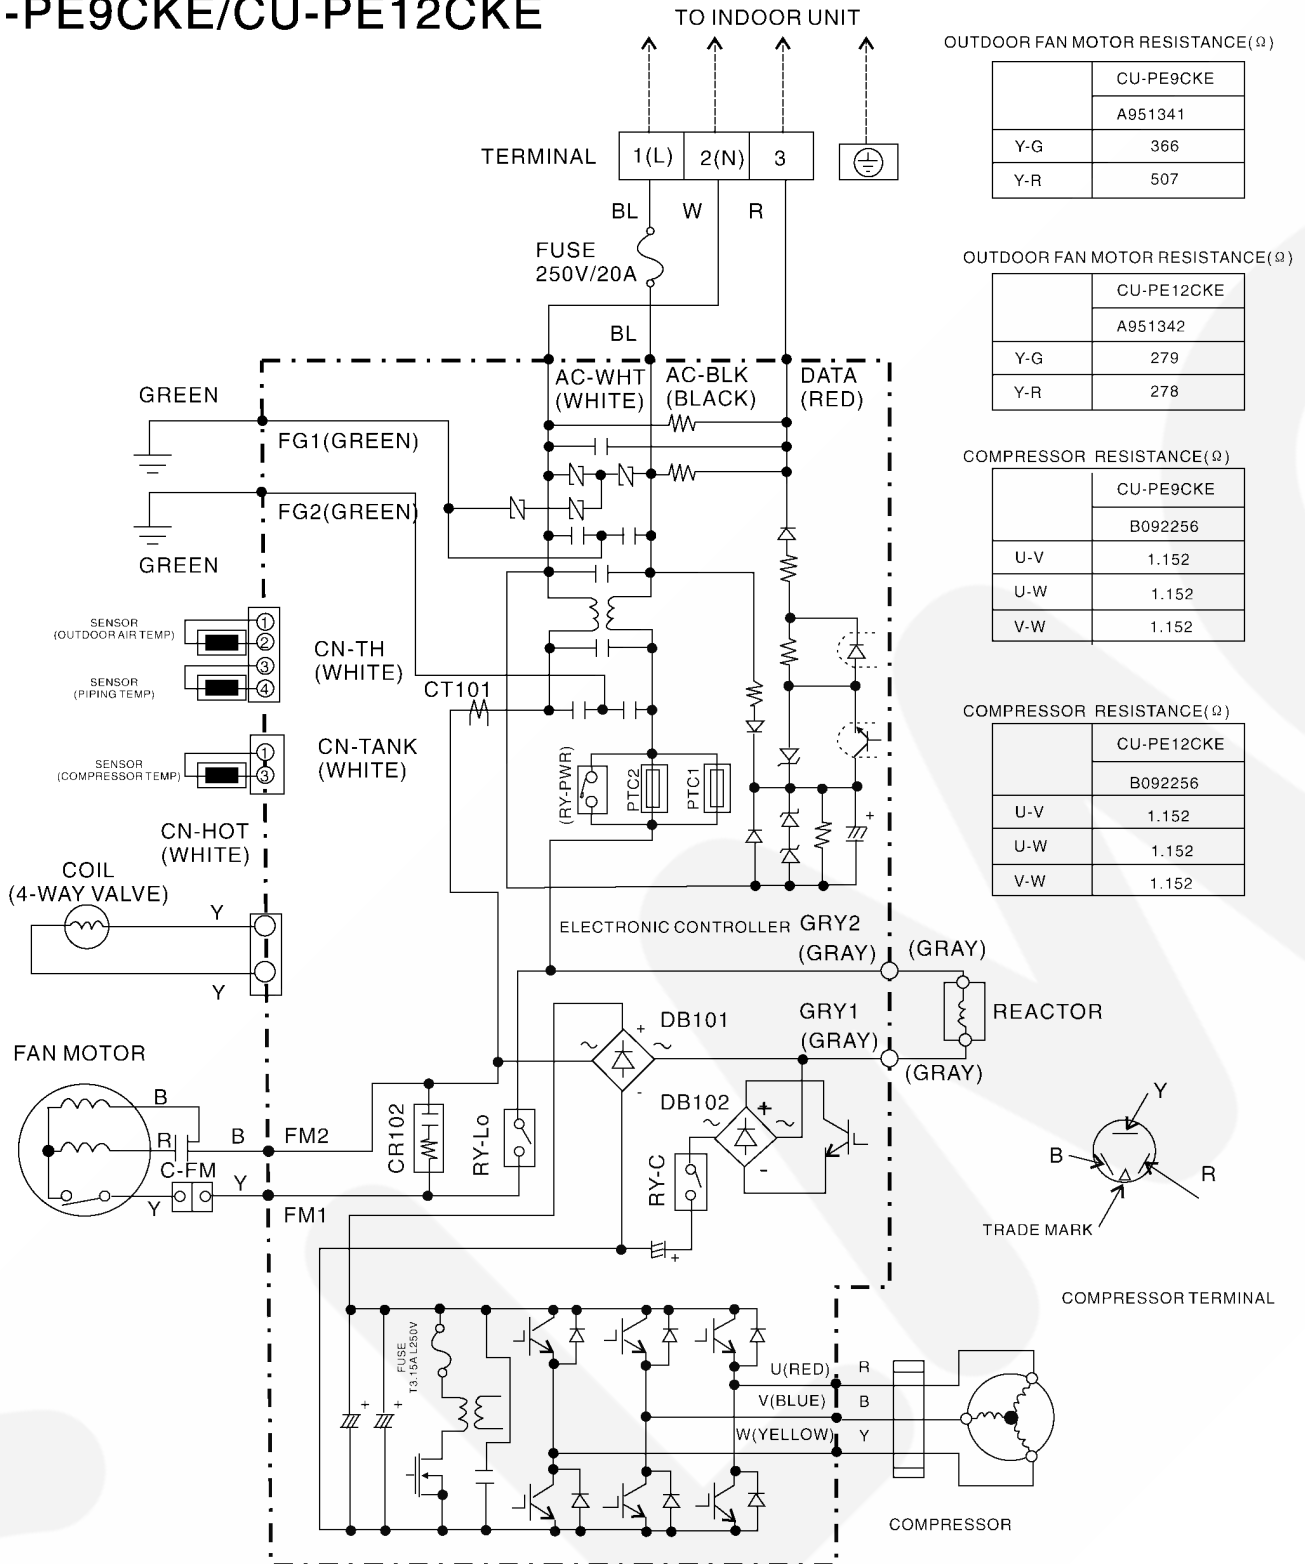 -PE9CKE/CU-PE12CKE
TO INDOOR UNIT
TERMINAL
1(L)
2(N)
3
BL
W
R
FUSE
250V/20A
BL
AC-WHT
(WHITE)
AC-BLK
(BLACK)
DATA
(RED)
GREEN
FG1(GREEN)
FG2(GREEN)
GREEN
SENSOR
(OUTDOOR AIR TEMP)
1
2
3
4
SENSOR
(PIPING TEMP)
CN-TH
(WHITE)
CT101
SENSOR
(COMPRESSOR TEMP)
1
3
CN-TANK
(WHITE)
(RY-PWR)
PTC2
PTC1
+
CN-HOT
(WHITE)
COIL
(4-WAY VALVE)
Y
Y
ELECTRONIC CONTROLLER
GRY2
(GRAY)
(GRAY)
REACTOR
GRY1
(GRAY)
(GRAY)
DB101
+
~
~
-
DB102
+
~
~
-
FAN MOTOR
B
R
C-FM
Y
B
Y
FM2
FM1
CR102
RY-Lo
RY-C
+
FUSE
T3.15A L250V
+
+
U(RED)
R
V(BLUE)
B
W(YELLOW)
Y
COMPRESSOR
Y
B
R
TRADE MARK
COMPRESSOR TERMINAL
OUTDOOR FAN MOTOR RESISTANCE(Ω)
CU-PE9CKE
A951341
Y-G 366
Y-R 507
OUTDOOR FAN MOTOR RESISTANCE(Ω)
CU-PE12CKE
A951342
Y-G 279
Y-R 278
COMPRESSOR RESISTANCE(Ω)
CU-PE9CKE
B092256
U-V 1.152
U-W 1.152
V-W 1.152
COMPRESSOR RESISTANCE(Ω)
CU-PE12CKE
B092256
U-V 1.152
U-W 1.152
V-W 1.152